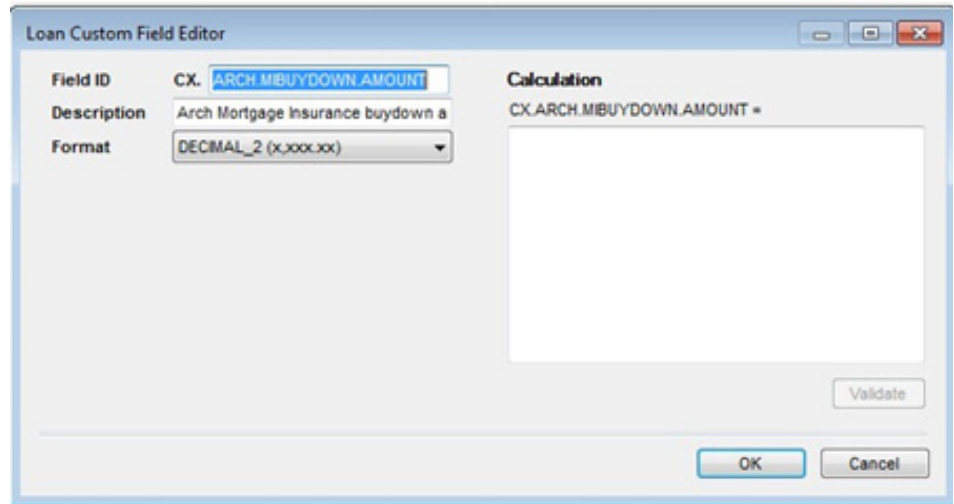 Loan Custom Field Editor
Field ID CX. ARCH.MIBUYDOWN.AMOUNT
Description Arch Mortgage Insurance buydown a
Format DECIMAL_2 (x,xxx.xx)
Calculation
CX.ARCH.MIBUYDOWN.AMOUNT =
Validate
OK Cancel